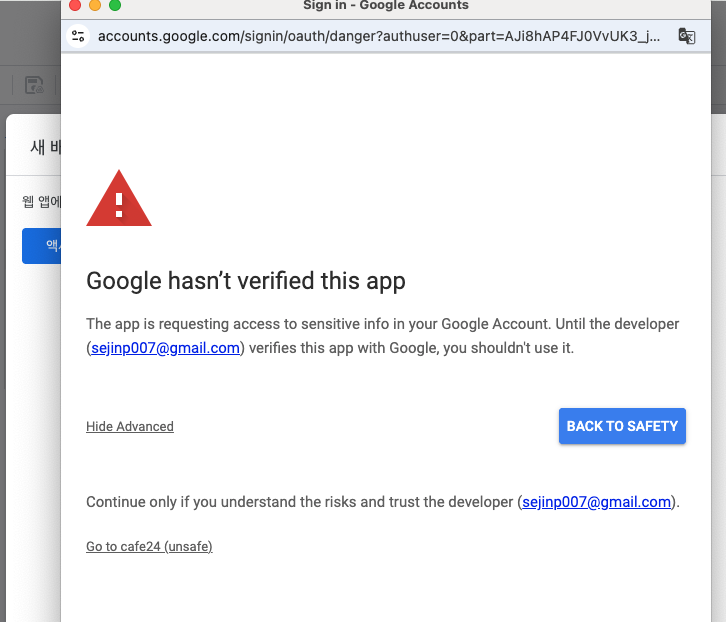 Sign in - Google Accounts
accounts.google.com/signin/oauth/danger?authuser=0&part=AJi8hAP4FJ0VvUK3_j...
새 배
웹 앱에
액세
Google hasn’t verified this app
The app is requesting access to sensitive info in your Google Account. Until the developer
(sejinp007@gmail.com) verifies this app with Google, you shouldn't use it.
Hide Advanced
BACK TO SAFETY
Continue only if you understand the risks and trust the developer (sejinp007@gmail.com).
Go to cafe24 (unsafe)